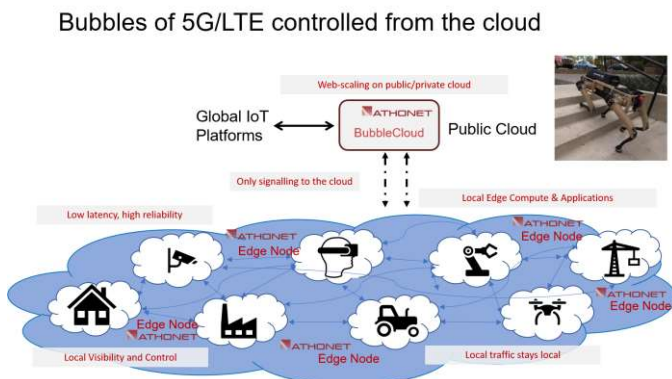 Bubbles of 5G/LTE controlled from the cloud
Web-scaling on public/private cloud
Global IoT
Platforms
ATHONET
BubbleCloud
Public Cloud
Only signalling to the cloud
Low latency, high reliability
Local Edge Compute & Applications
ATHONET
Edge Node
ATHONET
Edge Node
Edge Node
ATHONET
ATHONET
Edge Node
ATHONET
Edge Node
Local Visibility and Control
Local traffic stays local